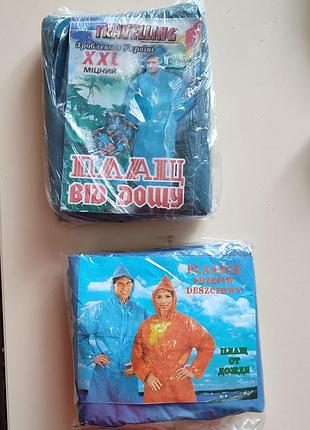 TRAVELLING
Зроблено в Україні
XXL
МІЦНИЙ
ПЛАЩ
ВІД ДОЩУ
PLASZCZ
PRZECIW
DESZCZOWY
ПЛАЩ
ОТ
ДОЖДЯ